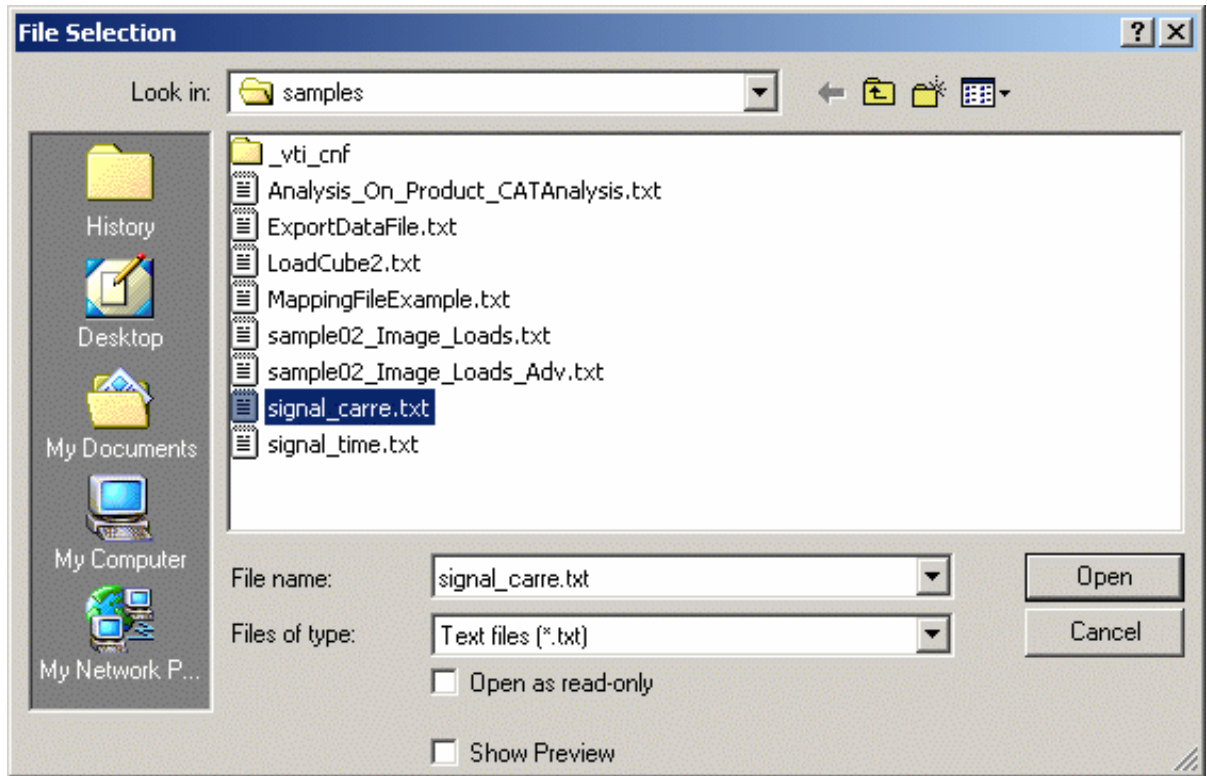 File Selection
Look in: samples
History
Desktop
My Documents
My Computer
My Network P...
_vti_cnf
Analysis_On_Product_CATAnalysis.txt
ExportDataFile.txt
LoadCube2.txt
MappingFileExample.txt
sample02_Image_Loads.txt
sample02_Image_Loads_Adv.txt
signal_carre.txt
signal_time.txt
File name: signal_carre.txt Open
Files of type: Text files (*.txt) Cancel
Open as read-only
Show Preview